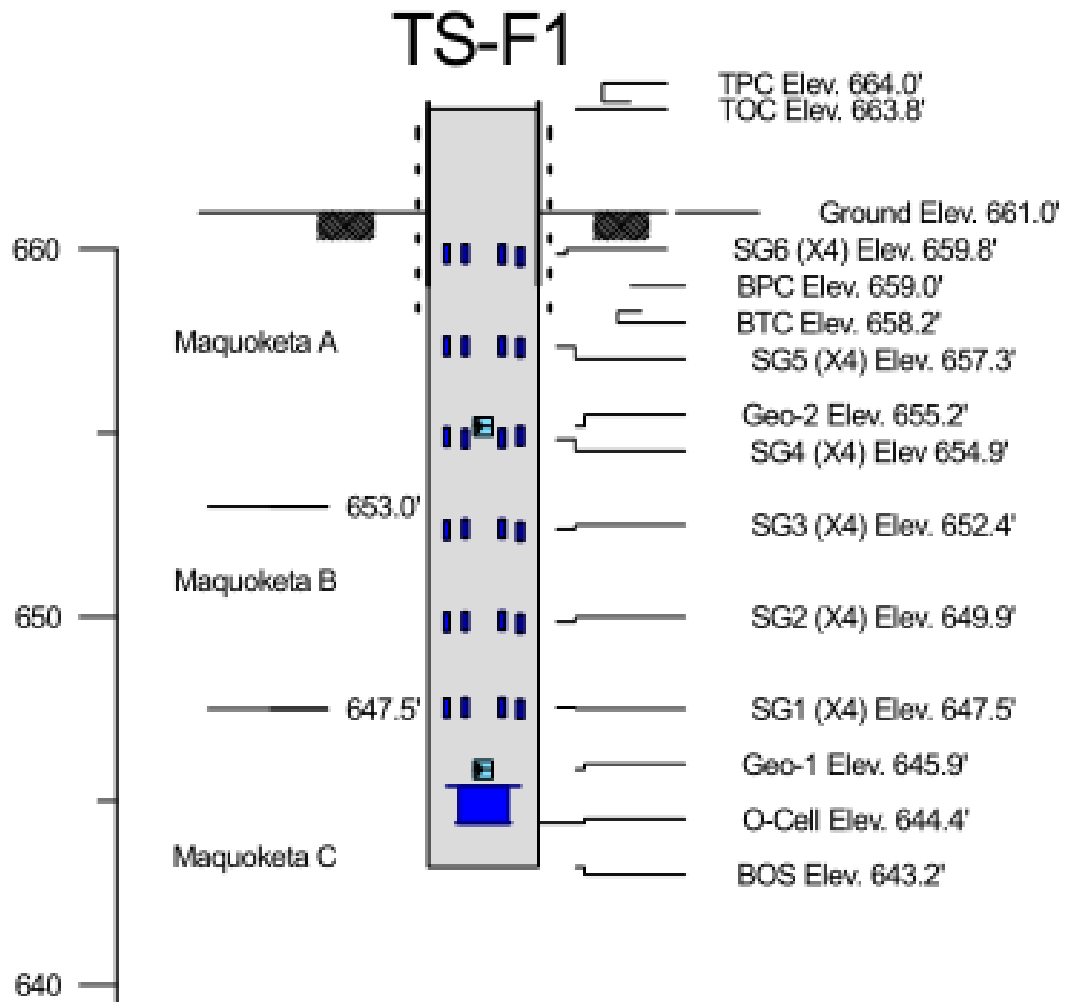 TS-F1
TPC Elev. 664.0'
TOC Elev. 663.8'
Ground Elev. 661.0'
660
SG6 (X4) Elev. 659.8'
BPC Elev. 659.0'
BTC Elev. 658.2'
Maquoketa A
SG5 (X4) Elev. 657.3'
Geo-2 Elev. 655.2'
SG4 (X4) Elev 654.9'
653.0'
SG3 (X4) Elev. 652.4'
Maquoketa B
650
SG2 (X4) Elev. 649.9'
647.5'
SG1 (X4) Elev. 647.5'
Geo-1 Elev. 645.9'
O-Cell Elev. 644.4'
Maquoketa C
BOS Elev. 643.2'
640